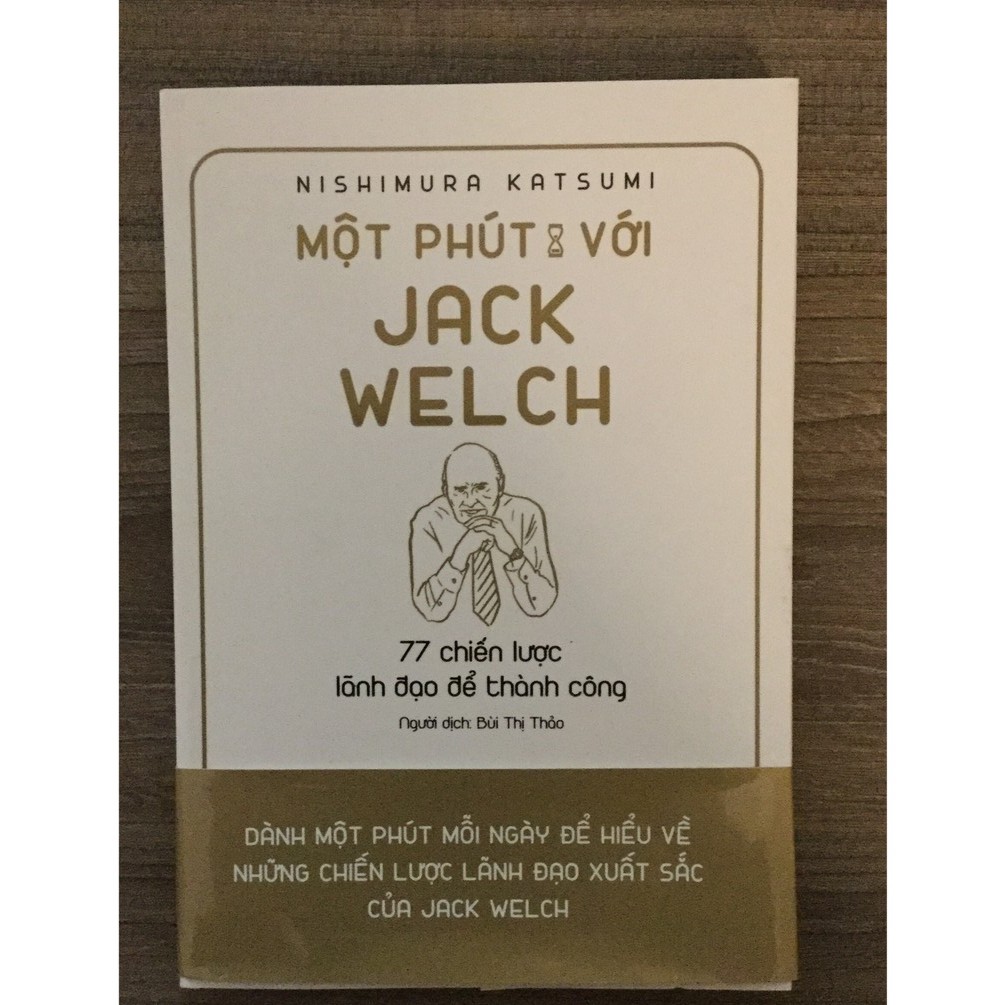 NISHIMURA KATSUMI
MỘT PHÚT VỚI
JACK
WELCH
77 chiến lược
lãnh đạo để thành công
Người dịch: Bùi Thị Thảo
DÀNH MỘT PHÚT MỖI NGÀY ĐỂ HIỂU VỀ
NHỮNG CHIẾN LƯỢC LÃNH ĐẠO XUẤT SẮC
CỦA JACK WELCH